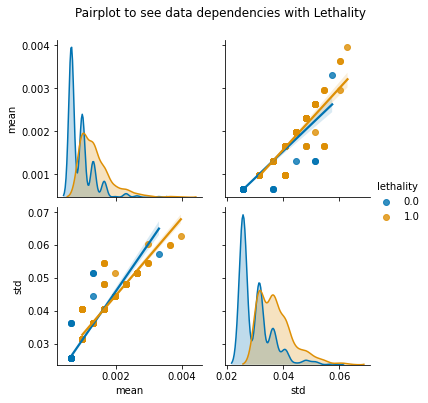 Pairplot to see data dependencies with Lethality
0.004
0.003
0.002
0.001
mean
lethality
0.0
1.0
0.07
0.06
0.05
0.04
0.03
std
0.002 0.004
0.02 0.04 0.06
mean
std